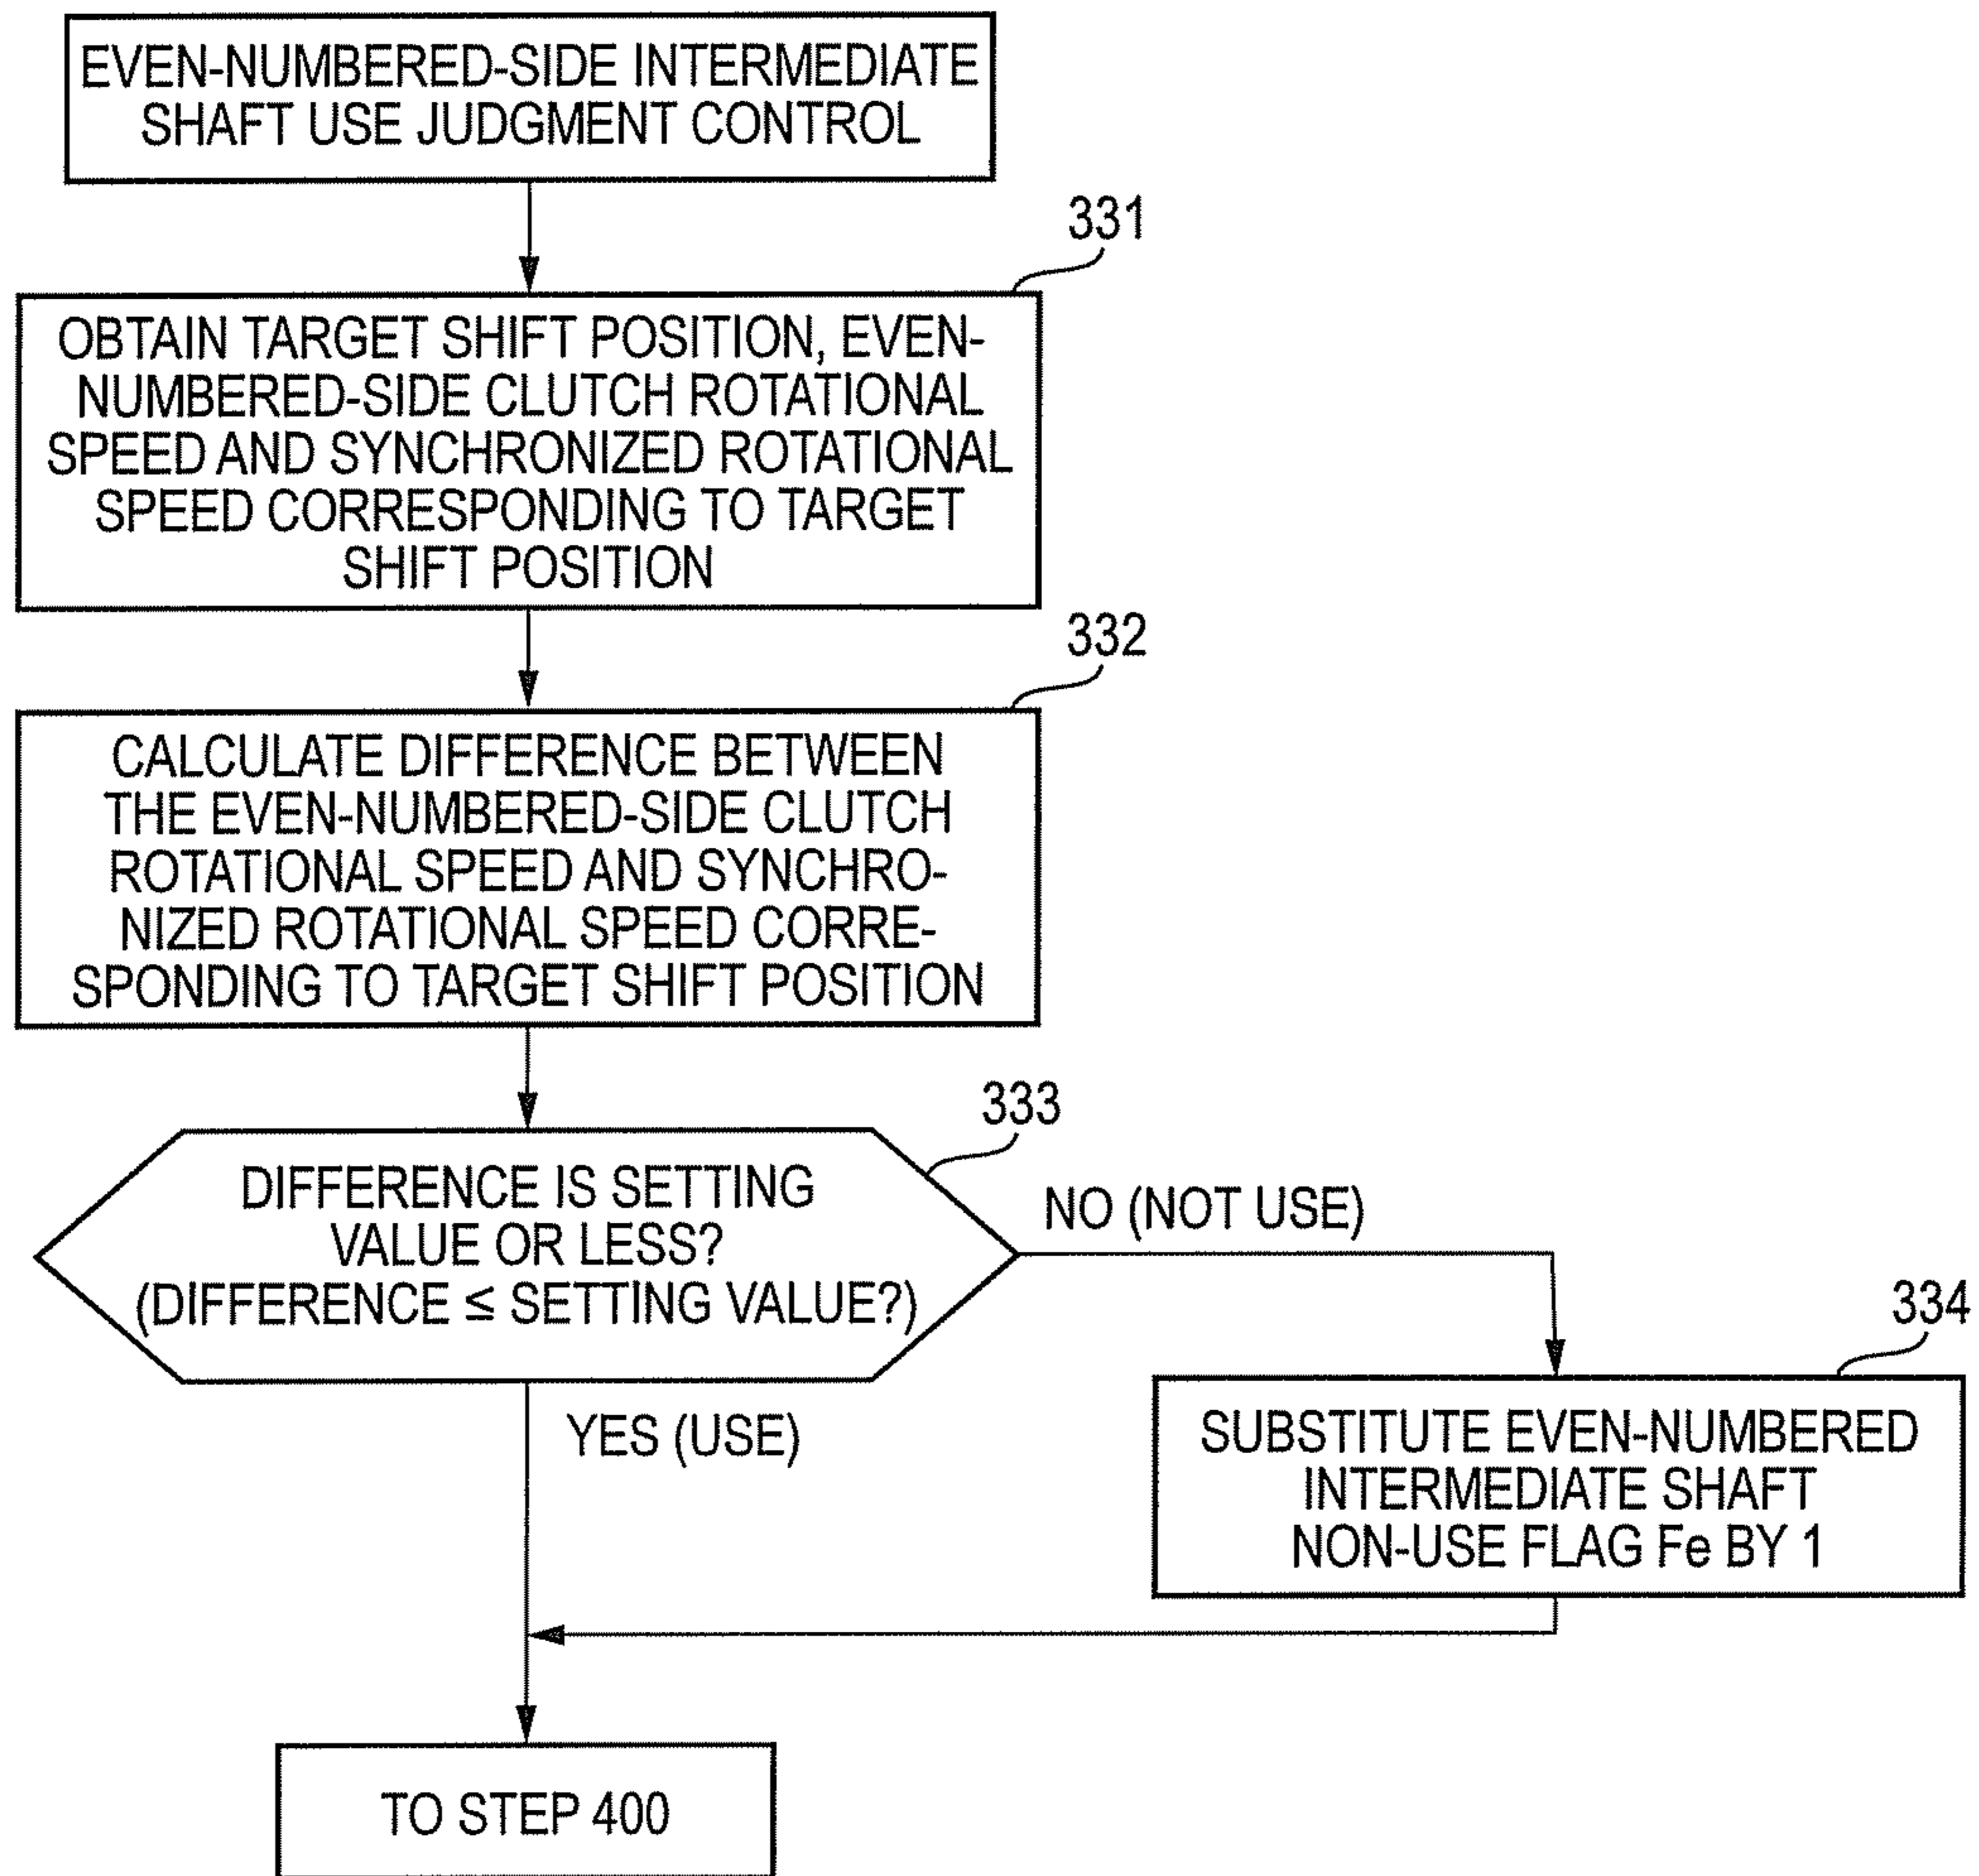 EVEN-NUMBERED-SIDE INTERMEDIATE
SHAFT USE JUDGMENT CONTROL
331
OBTAIN TARGET SHIFT POSITION, EVEN-
NUMBERED-SIDE CLUTCH ROTATIONAL
SPEED AND SYNCHRONIZED ROTATIONAL
SPEED CORRESPONDING TO TARGET
SHIFT POSITION
332
CALCULATE DIFFERENCE BETWEEN
THE EVEN-NUMBERED-SIDE CLUTCH
ROTATIONAL SPEED AND SYNCHRO-
NIZED ROTATIONAL SPEED CORRE-
SPONDING TO TARGET SHIFT POSITION
333
DIFFERENCE IS SETTING
VALUE OR LESS?
(DIFFERENCE ≤ SETTING VALUE?)
NO (NOT USE)
334
YES (USE)
SUBSTITUTE EVEN-NUMBERED
INTERMEDIATE SHAFT
NON-USE FLAG Fe BY 1
TO STEP 400